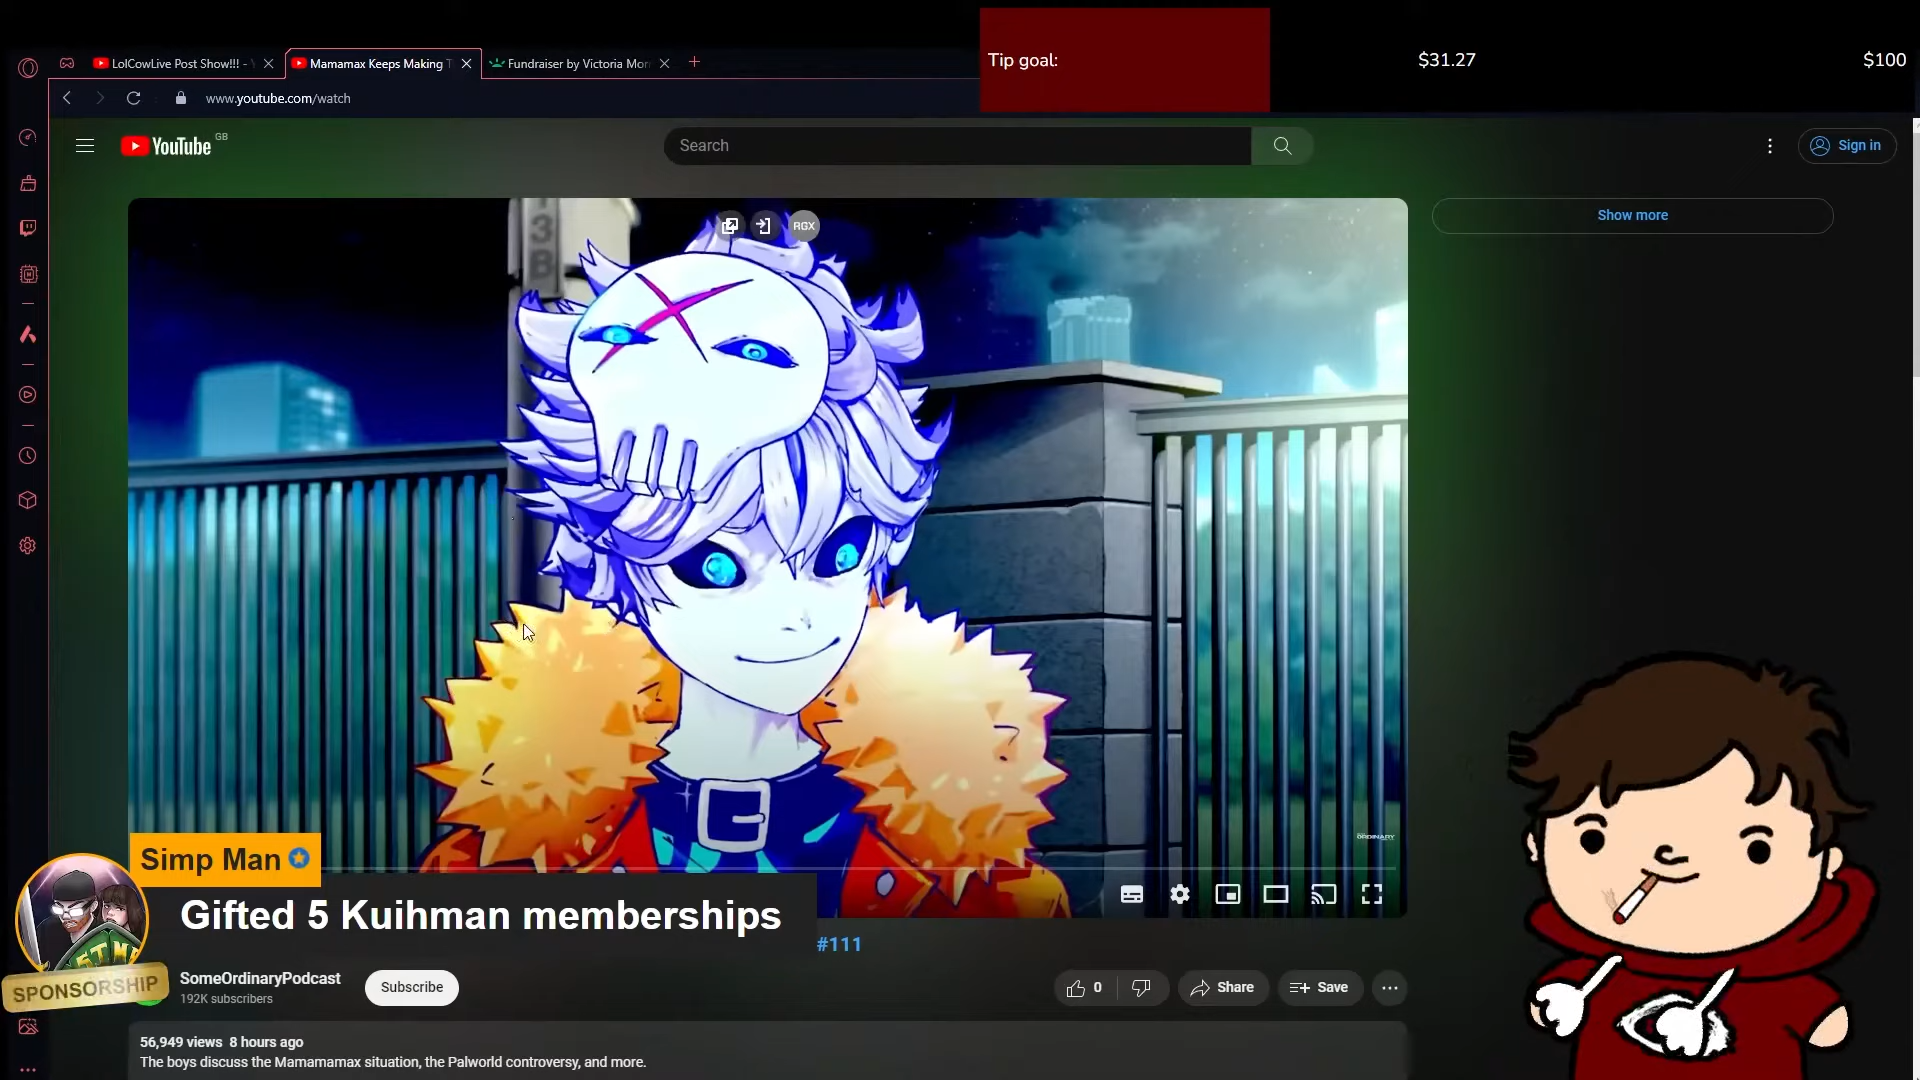 LolCowLive Post Show!!! -
Mamamax Keeps Making T
Fundraiser by Victoria Morr
Tip goal:
$31.27
$100
www.youtube.com/watch
YouTube
GB
Search
Sign in
Show more
3
B
RGX
ORDINARY
Simp Man
Gifted 5 Kuihman memberships
#111
SPONSORSHIP
SomeOrdinaryPodcast
192K subscribers
Subscribe
0
Share
Save
56,949 views 8 hours ago
The boys discuss the Mamamamax situation, the Palworld controversy, and more.